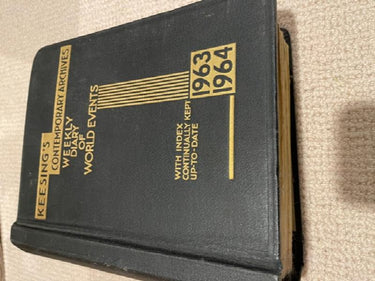 KEESING'S
CONTEMPORARY ARCHIVES
WEEKLY
DIARY
OF
WORLD EVENTS
WITH INDEX
CONTINUALLY KEPT
UP-TO-DATE
1963
1964